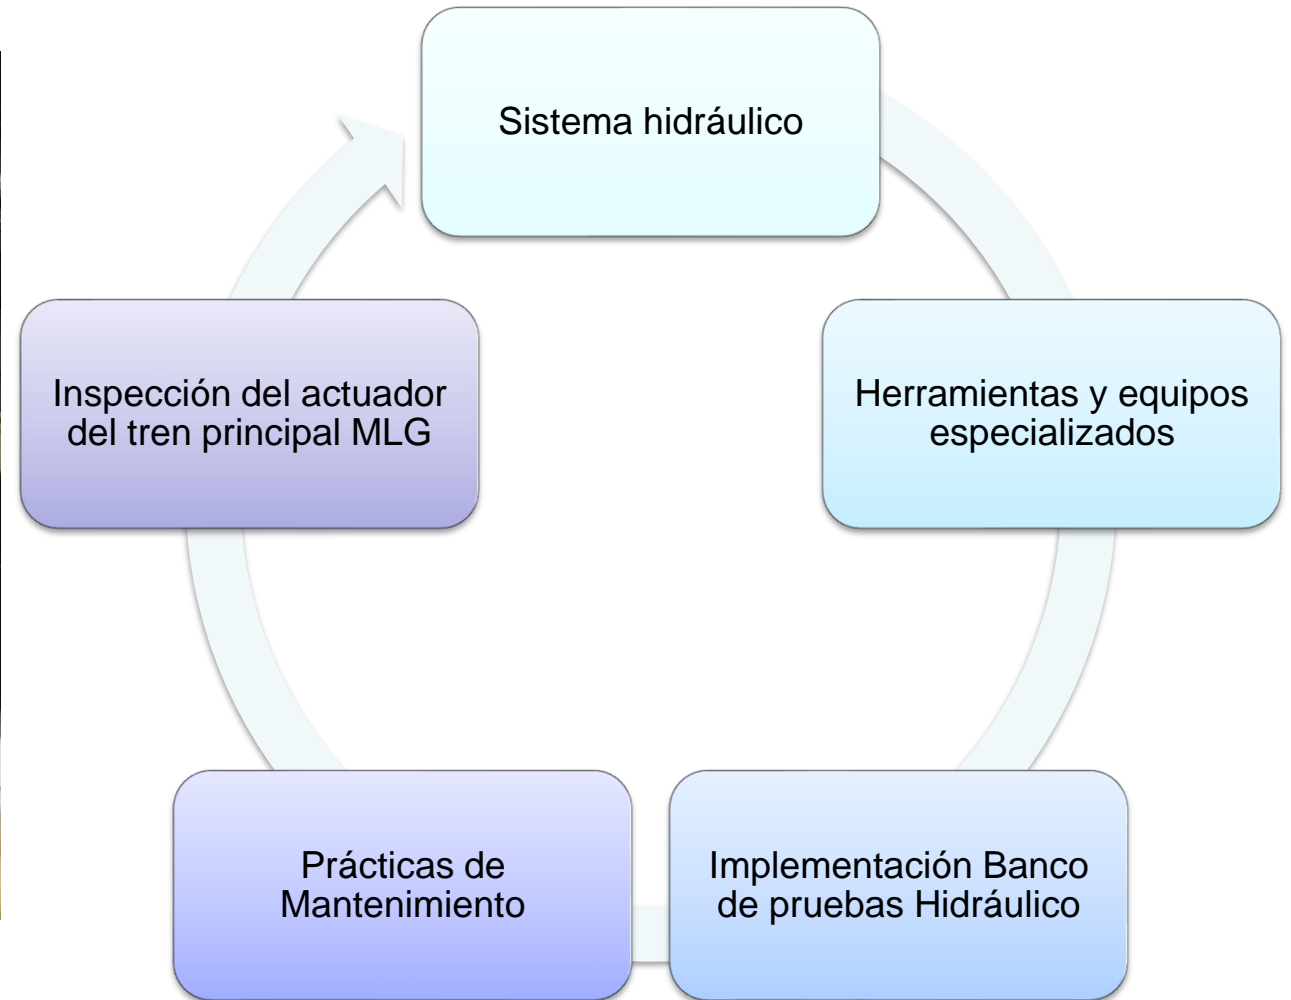 Sistema hidráulico
Herramientas y equipos
especializados
Implementación Banco
de pruebas Hidráulico
Prácticas de
Mantenimiento
Inspección del actuador
del tren principal MLG